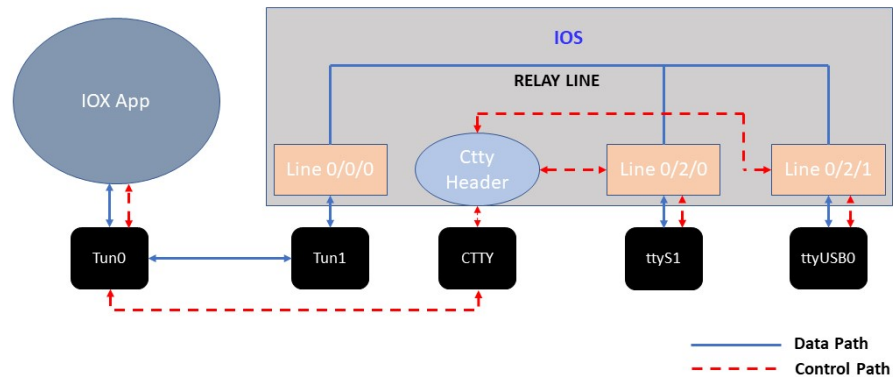 IOS
IOX App
RELAY LINE
Line 0/0/0
Ctty
Header
Line 0/2/0
Line 0/2/1
Tun0
Tun1
CTTY
ttyS1
ttyUSB0
Data Path
Control Path